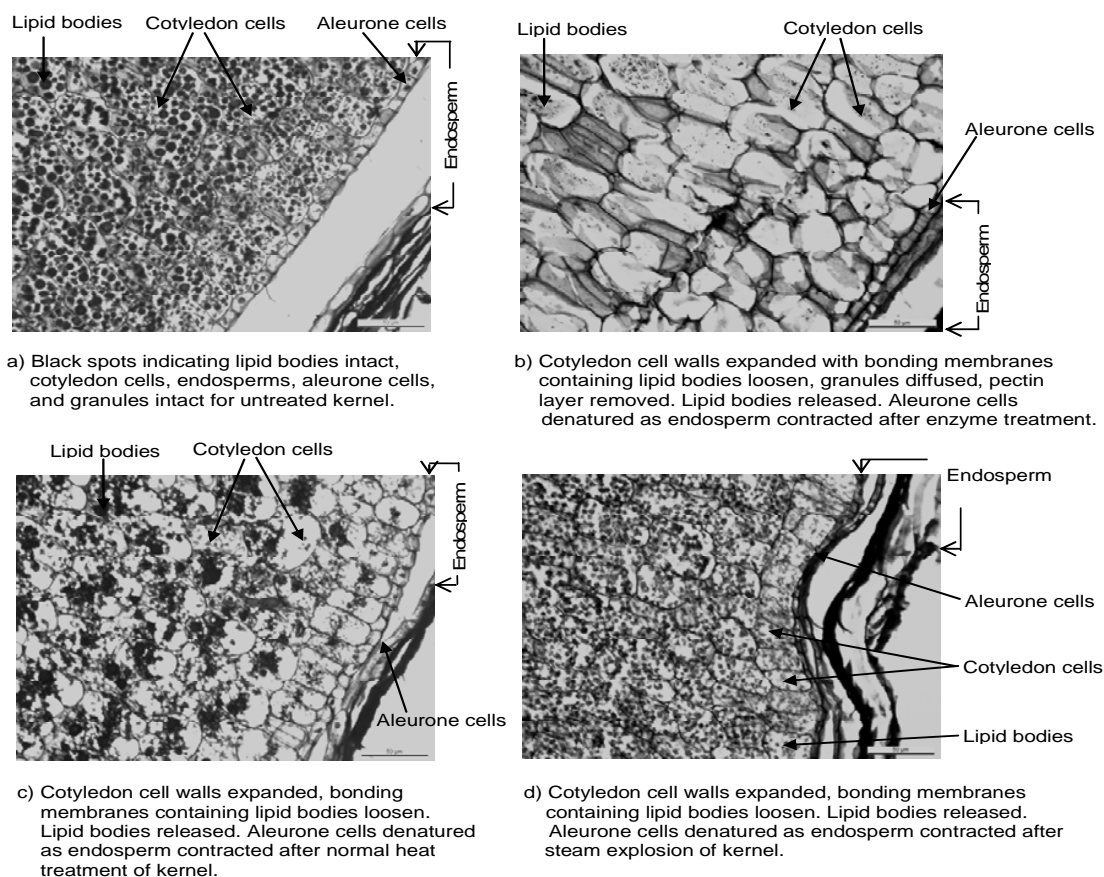 Lipid bodies Cotyledon cells Aleurone cells
Endosperm
Lipid bodies Cotyledon cells
Aleurone cells
Endosperm
a) Black spots indicating lipid bodies intact,
cotyledon cells, endosperms, aleurone cells,
and granules intact for untreated kernel.
b) Cotyledon cell walls expanded with bonding membranes
containing lipid bodies loosen, granules diffused, pectin
layer removed. Lipid bodies released. Aleurone cells
denatured as endosperm contracted after enzyme treatment.
Lipid bodies Cotyledon cells
Endosperm
Aleurone cells
50 µm
Endosperm
Aleurone cells
Cotyledon cells
Lipid bodies
c) Cotyledon cell walls expanded, bonding
membranes containing lipid bodies loosen.
Lipid bodies released. Aleurone cells denatured
as endosperm contracted after normal heat
treatment of kernel.
d) Cotyledon cell walls expanded, bonding membranes
containing lipid bodies loosen. Lipid bodies released.
Aleurone cells denatured as endosperm contracted after
steam explosion of kernel.